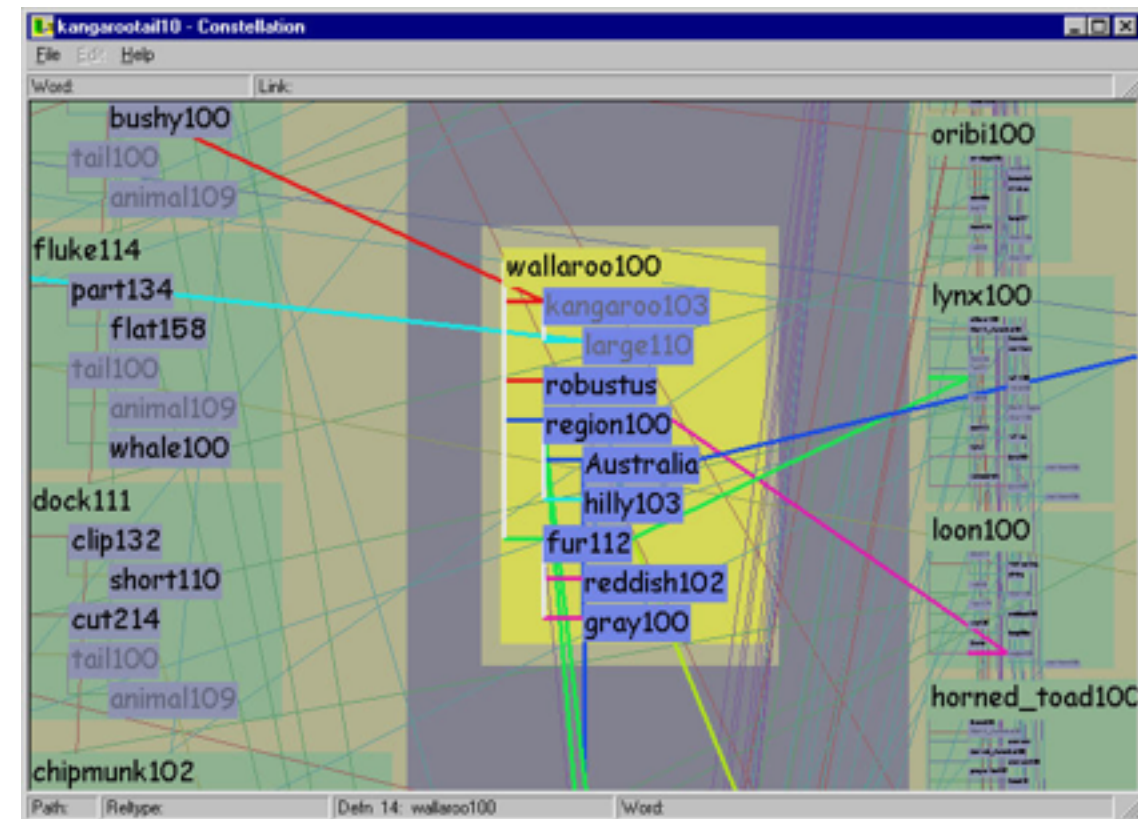 kangarootail10 - Constellation
File Edit Help
Word: Link:
bushy100
tail100
animal109
fluke114
part134
flat158
tail100
animal109
whale100
dock111
clip132
short110
cut214
tail100
animal109
chipmunk102
wallaroo100
kangaroo103
large110
robustus
region100
Australia
hilly103
fur112
reddish102
gray100
oribi100
lynx100
loon100
horned_toad100
Path: Reltype: Defn 14: wallaroo100 Word: